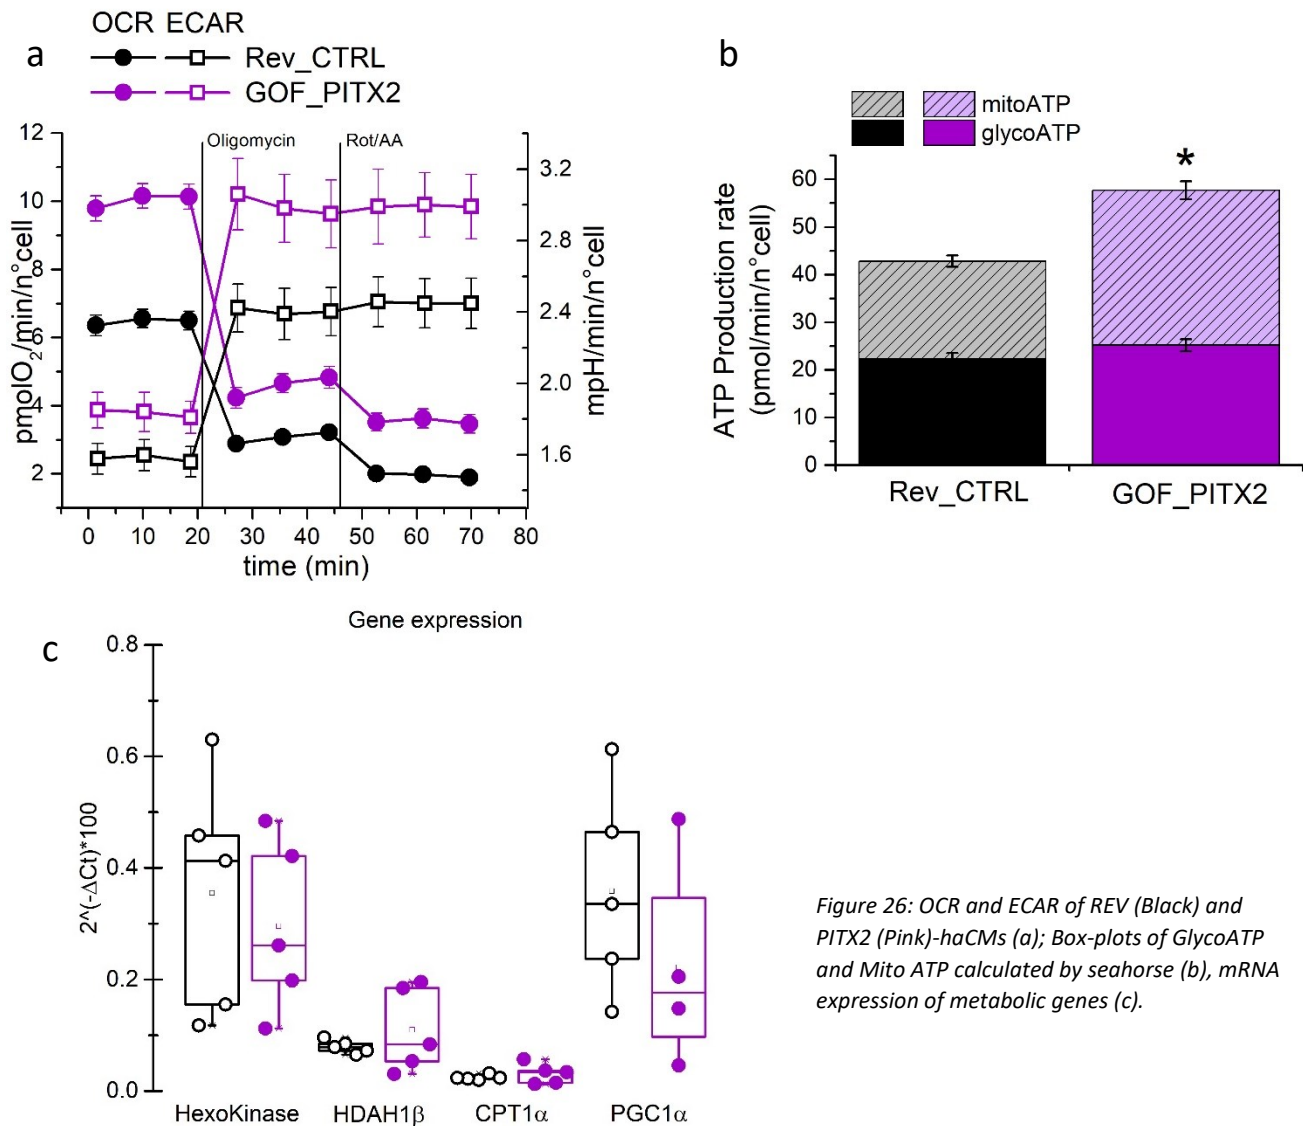 OCR ECAR
Rev_CTRL
GOF_PITX2
a
Oligomycin
Rot/AA
12
10
8
6
4
2
pmolO₂/min/n°cell
3.2
2.8
2.4
2.0
1.6
mpH/min/n°cell
0 10 20 30 40 50 60 70 80
time (min)
b
mitoATP
glycoATP
*
60
50
40
30
20
10
0
ATP Production rate
(pmol/min/n°cell)
Rev_CTRL GOF_PITX2
c
Gene expression
0.8
0.6
0.4
0.2
0.0
2^(-ΔCt)*100
HexoKinase HDAH1β CPT1α PGC1α
Figure 26: OCR and ECAR of REV (Black) and
PITX2 (Pink)-haCMs (a); Box-plots of GlycoATP
and Mito ATP calculated by seahorse (b), mRNA
expression of metabolic genes (c).